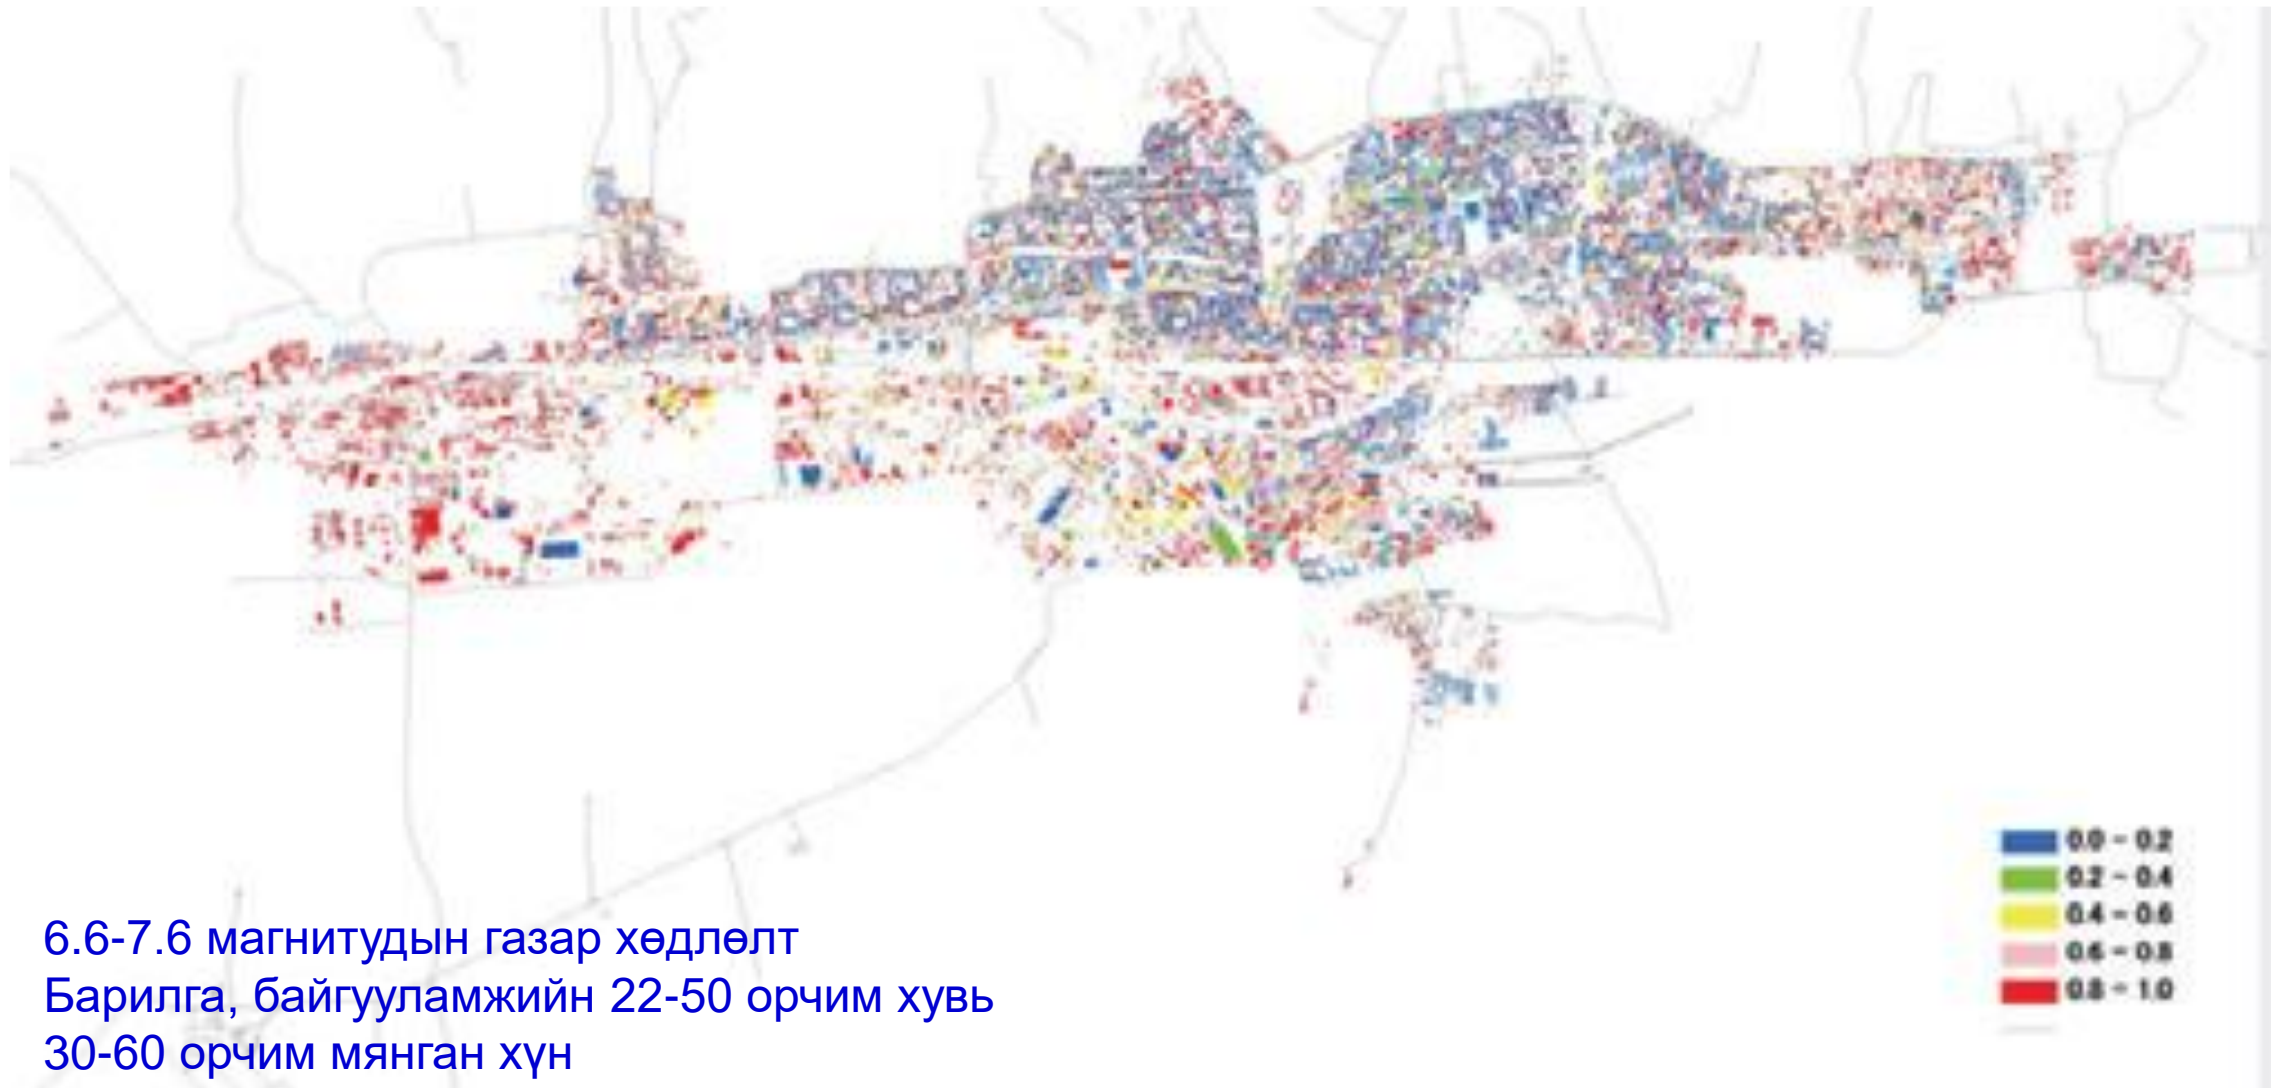 0.0 - 0.2
0.2 - 0.4
0.4 - 0.6
0.6 - 0.8
0.8 - 1.0
6.6-7.6 магнитудын газар хөдлөлт
Барилга, байгууламжийн 22-50 орчим хувь
30-60 орчим мянган хүн